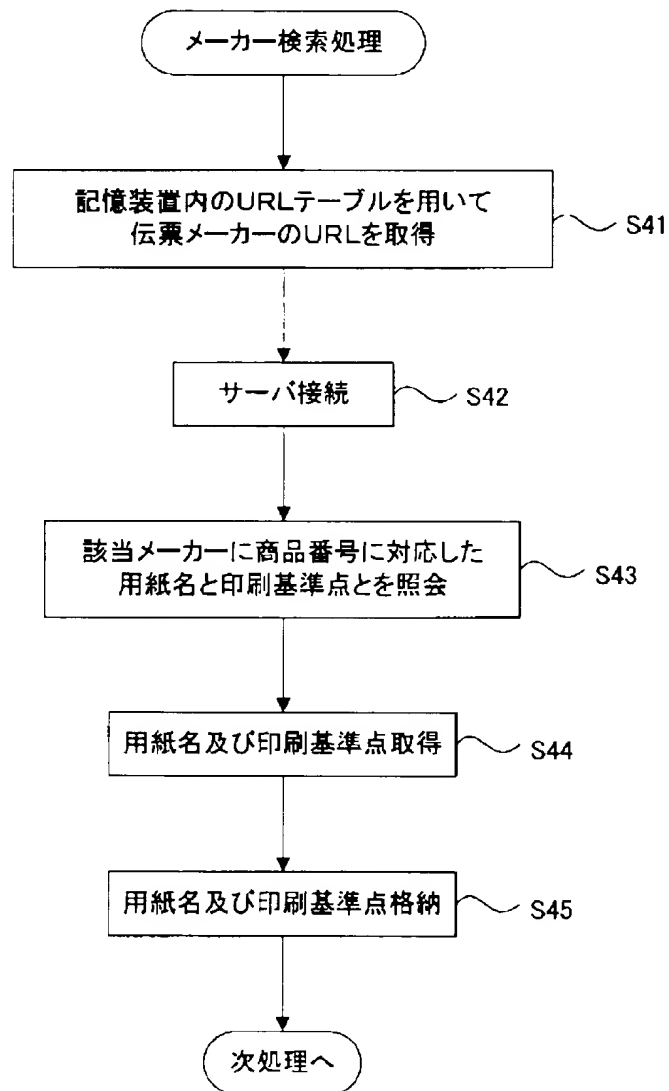 メーカー検索処理
記憶装置内のURLテーブルを用いて
伝票メーカーのURLを取得
S41
サーバ接続
S42
該当メーカーに商品番号に対応した
用紙名と印刷基準点とを照会
S43
用紙名及び印刷基準点取得
S44
用紙名及び印刷基準点格納
S45
次処理へ